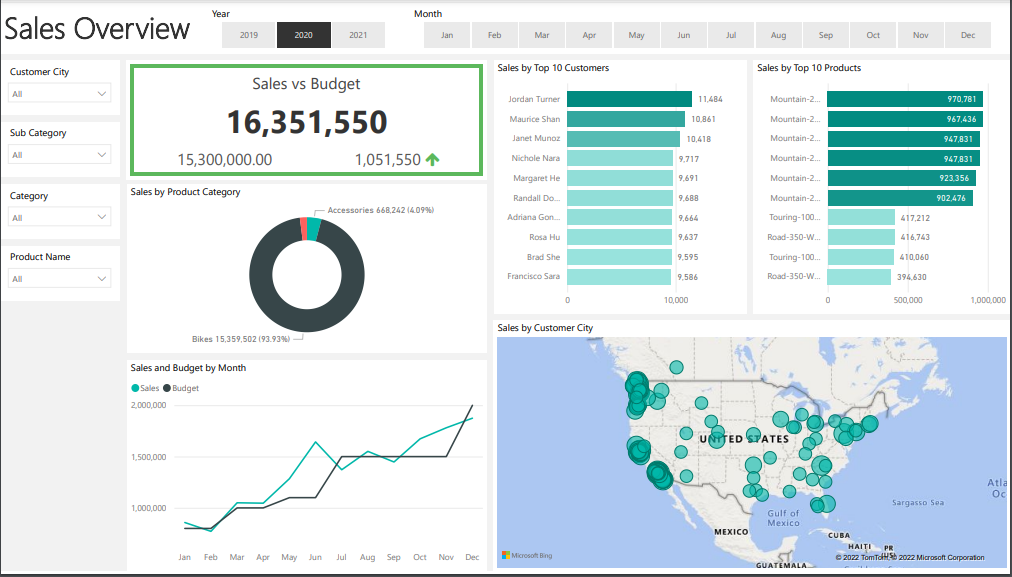 Sales Overview
Year
2019 2020 2021
Month
Jan Feb Mar Apr May Jun Jul Aug Sep Oct Nov Dec
Customer City
All
Sub Category
All
Category
All
Product Name
All
Sales vs Budget
16,351,550
15,300,000.00 1,051,550
Sales by Product Category
Accessories 668,242 (4.09%)
Bikes 15,359,502 (93.93%)
Sales and Budget by Month
Sales Budget
2,000,000
1,500,000
1,000,000
Jan Feb Mar Apr May Jun Jul Aug Sep Oct Nov Dec
Sales by Top 10 Customers
Jordan Turner 11,484
Maurice Shan 10,861
Janet Munoz 10,418
Nichole Nara 9,717
Margaret He 9,691
Randall Do... 9,688
Adriana Gon... 9,664
Rosa Hu 9,637
Brad She 9,595
Francisco Sara 9,586
0 10,000
Sales by Top 10 Products
Mountain-2... 970,781
Mountain-2... 967,436
Mountain-2... 947,831
Mountain-2... 947,831
Mountain-2... 923,356
Mountain-2... 902,476
Touring-100... 417,212
Road-350-W... 416,743
Touring-100... 410,060
Road-350-W... 394,630
0 500,000 1,000,000
Sales by Customer City
UNITED STATES
Atla
Oc
Sargasso Sea
Gulf of
Mexico
MEXICO
CUBA
HAITI
PR
(US)
GUATEMALA
Microsoft Bing
© 2022 TomTom, © 2022 Microsoft Corporation